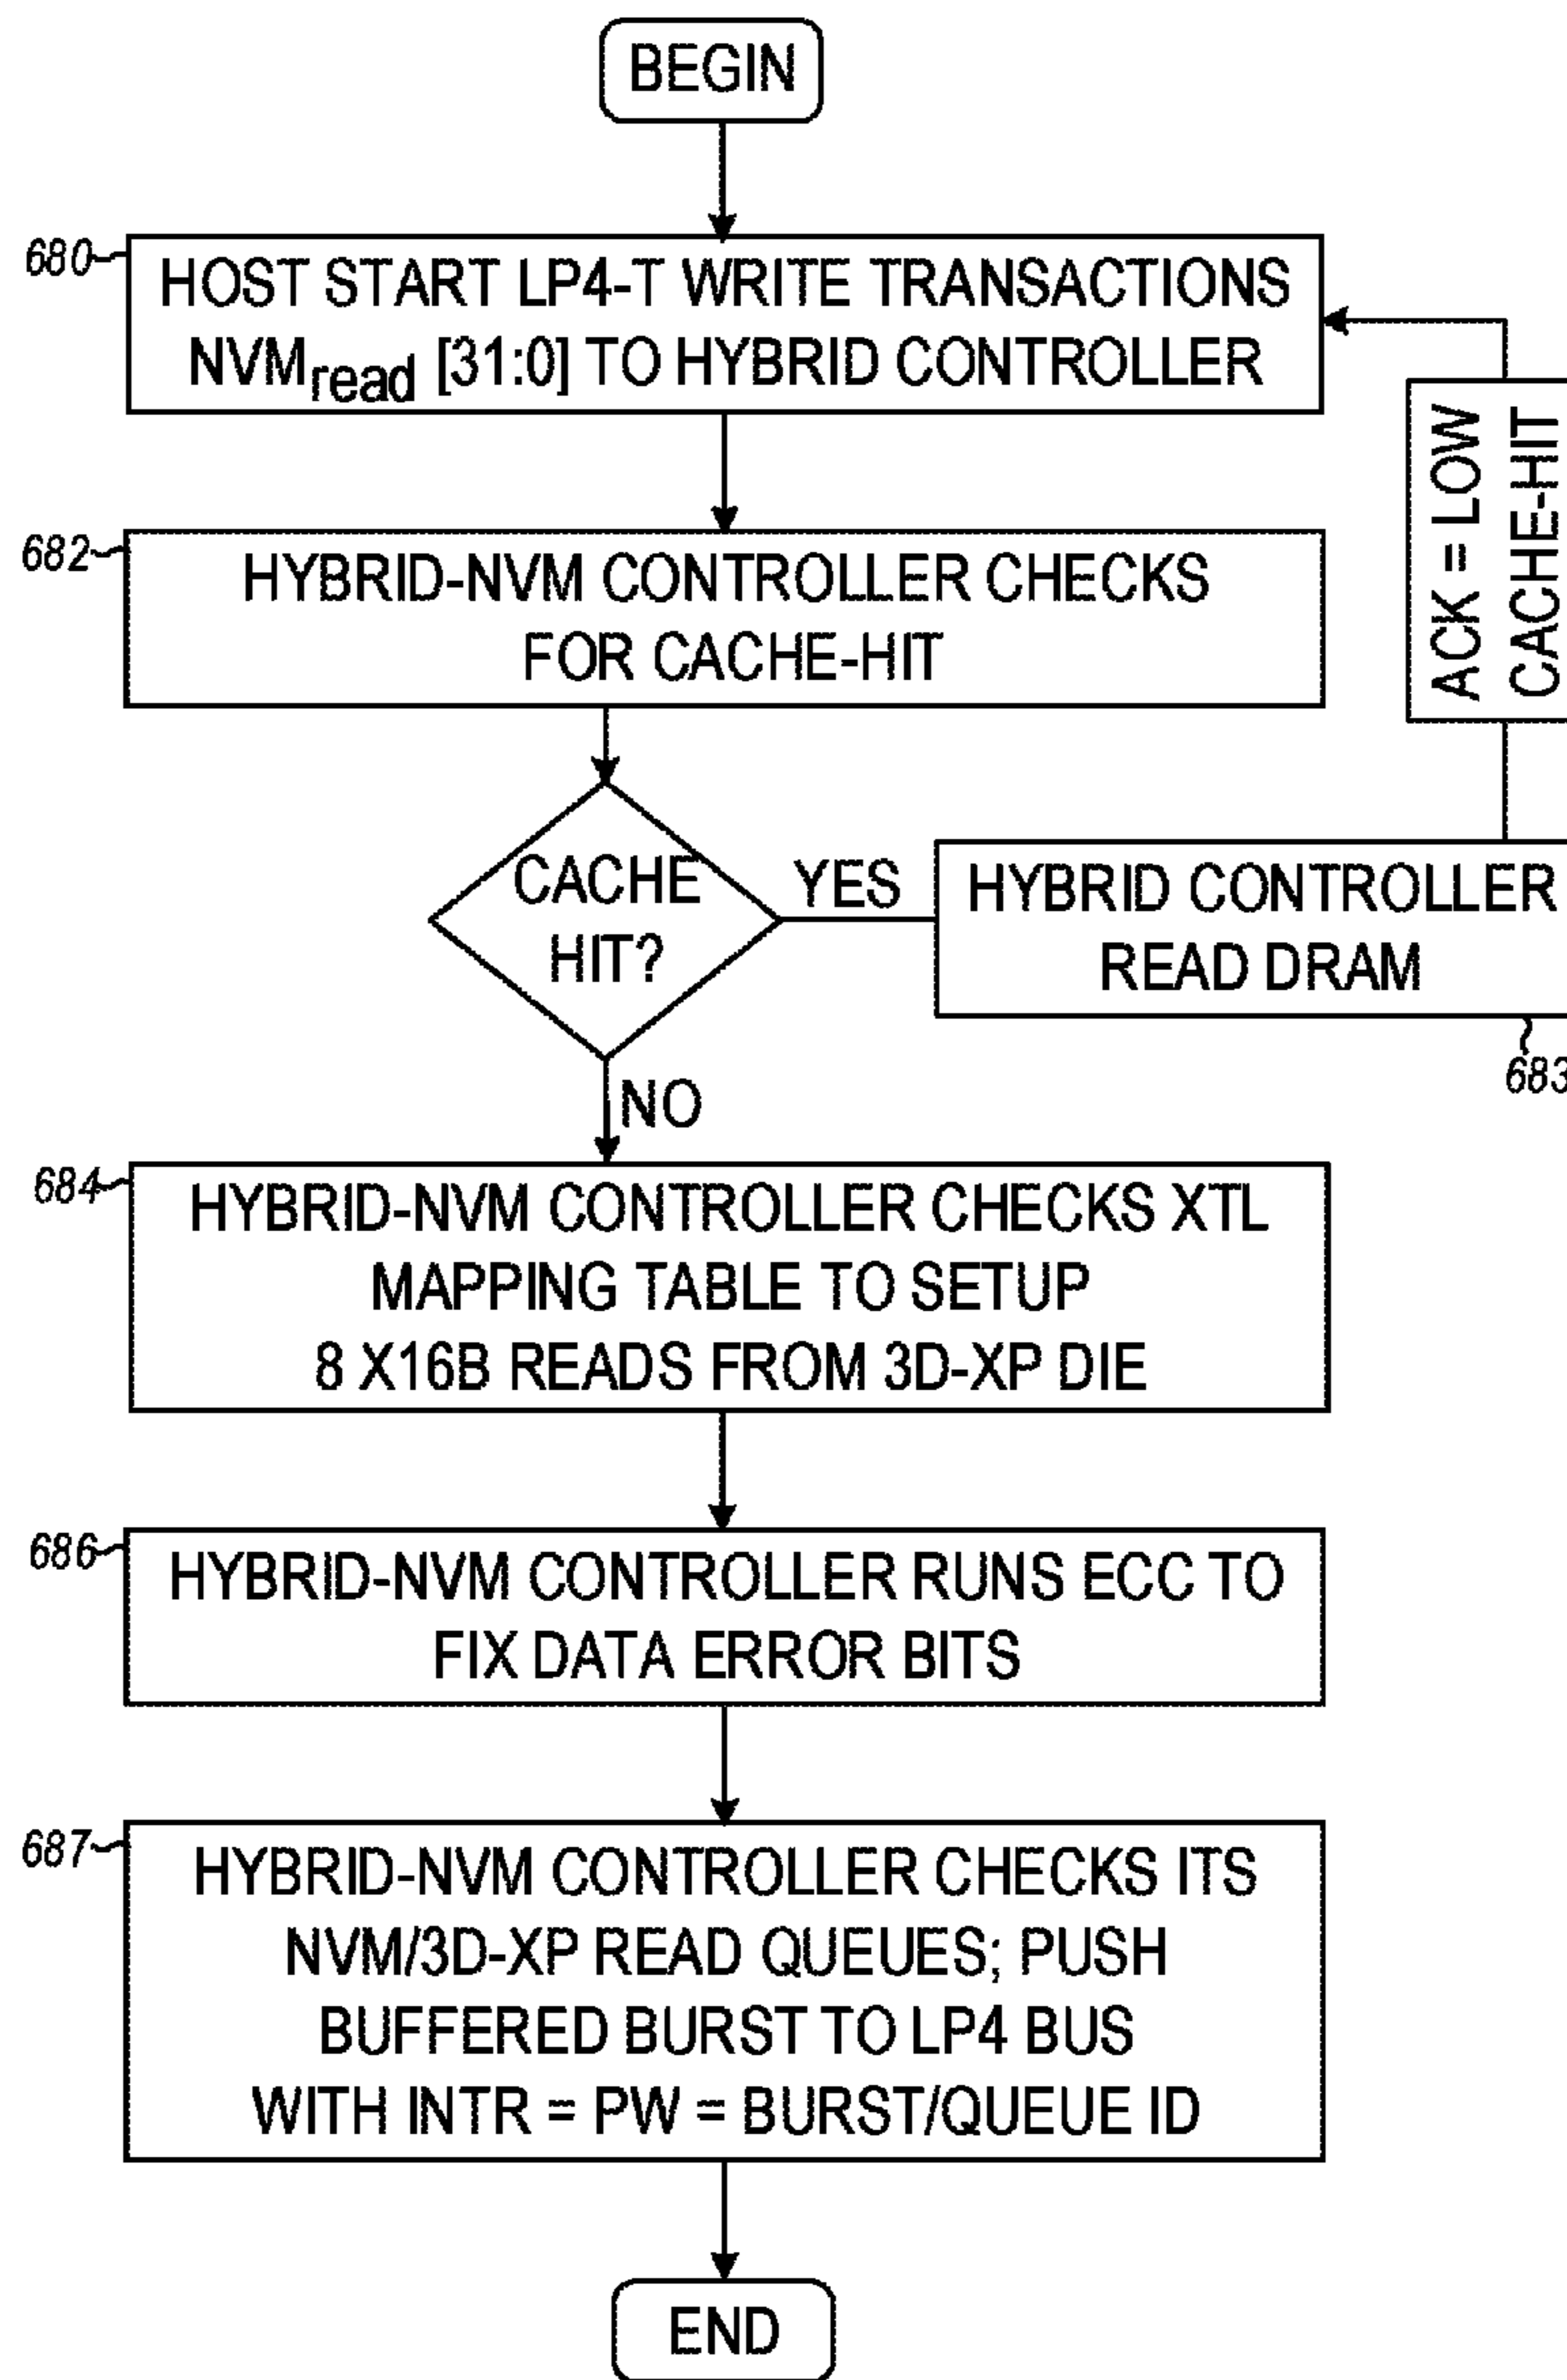 BEGIN
680
HOST START LP4-T WRITE TRANSACTIONS
NVMread [31:0] TO HYBRID CONTROLLER
ACK = LOW
CACHE-HIT
682
HYBRID-NVM CONTROLLER CHECKS
FOR CACHE-HIT
CACHE
HIT?
YES
HYBRID CONTROLLER
READ DRAM
683
NO
684
HYBRID-NVM CONTROLLER CHECKS XTL
MAPPING TABLE TO SETUP
8 X16B READS FROM 3D-XP DIE
686
HYBRID-NVM CONTROLLER RUNS ECC TO
FIX DATA ERROR BITS
687
HYBRID-NVM CONTROLLER CHECKS ITS
NVM/3D-XP READ QUEUES; PUSH
BUFFERED BURST TO LP4 BUS
WITH INTR = PW = BURST/QUEUE ID
END